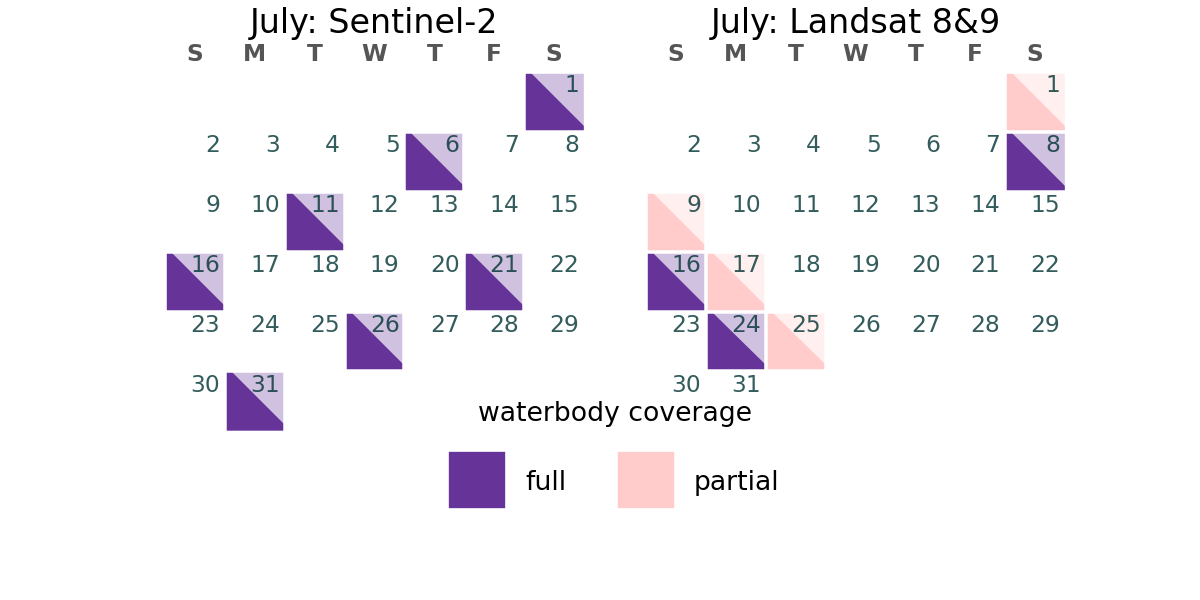 July: Sentinel-2
S M T W T F S
1
2 3 4 5 6 7 8
9 10 11 12 13 14 15
16 17 18 19 20 21 22
23 24 25 26 27 28 29
30 31
July: Landsat 8&9
S M T W T F S
1
2 3 4 5 6 7 8
9 10 11 12 13 14 15
16 17 18 19 20 21 22
23 24 25 26 27 28 29
30 31
waterbody coverage
full partial